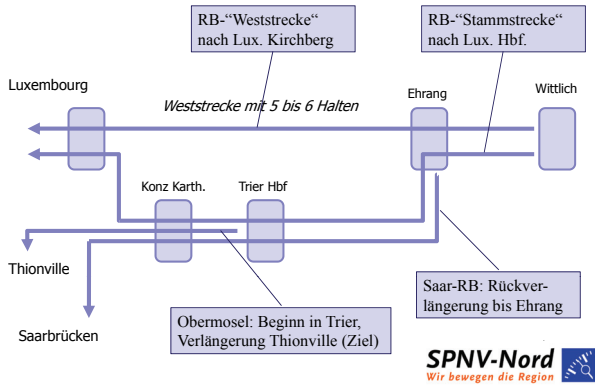 RB-“Weststrecke“
nach Lux. Kirchberg
RB-“Stammstrecke”
nach Lux. Hbf.
Luxembourg
Weststrecke mit 5 bis 6 Halten
Ehrang
Wittlich
Konz Karth.
Trier Hbf
Thionville
Saarbrücken
Obermosel: Beginn in Trier,
Verlängerung Thionville (Ziel)
Saar-RB: Rückver-
längerung bis Ehrang
SPNV-Nord
Wir bewegen die Region